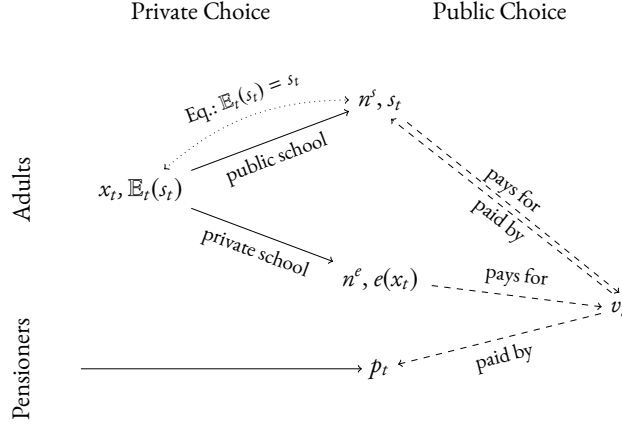 Private Choice
Public Choice
Eq.: 𝔼ₜ(sₜ) = sₜ
nˢ, sₜ
public school
Adults
xₜ, 𝔼ₜ(sₜ)
pays for
paid by
private school
nᵉ, e(xₜ)
pays for
Pensioners
paid by
pₜ